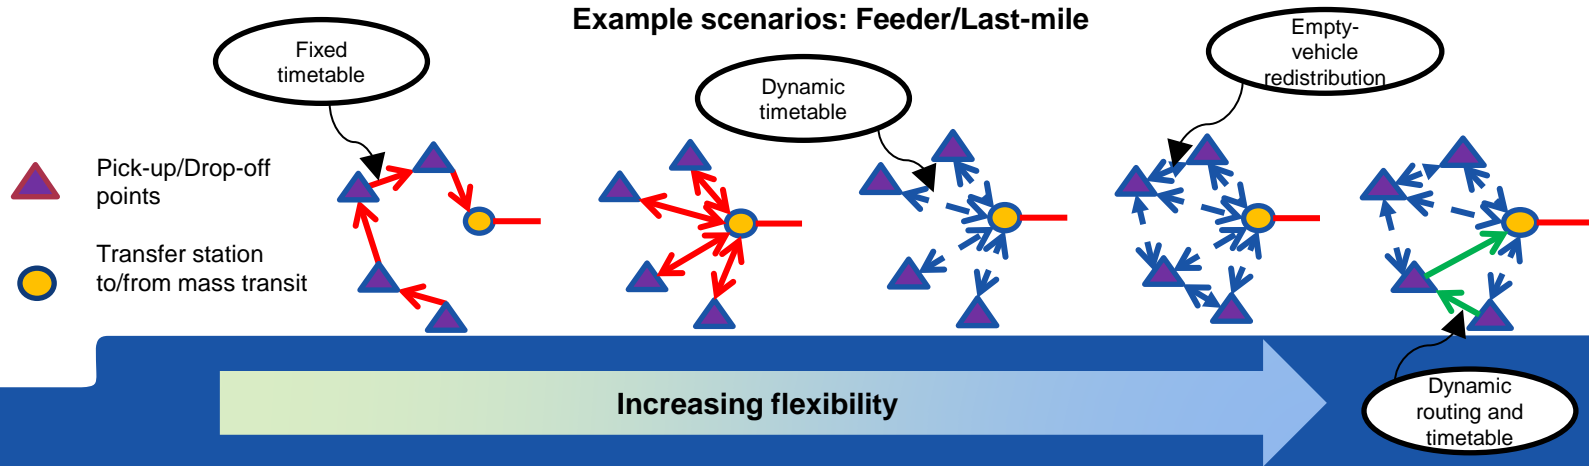 Example scenarios: Feeder/Last-mile
Fixed
timetable
Dynamic
timetable
Empty-
vehicle
redistribution
Pick-up/Drop-off
points
Transfer station
to/from mass transit
Increasing flexibility
Dynamic
routing and
timetable